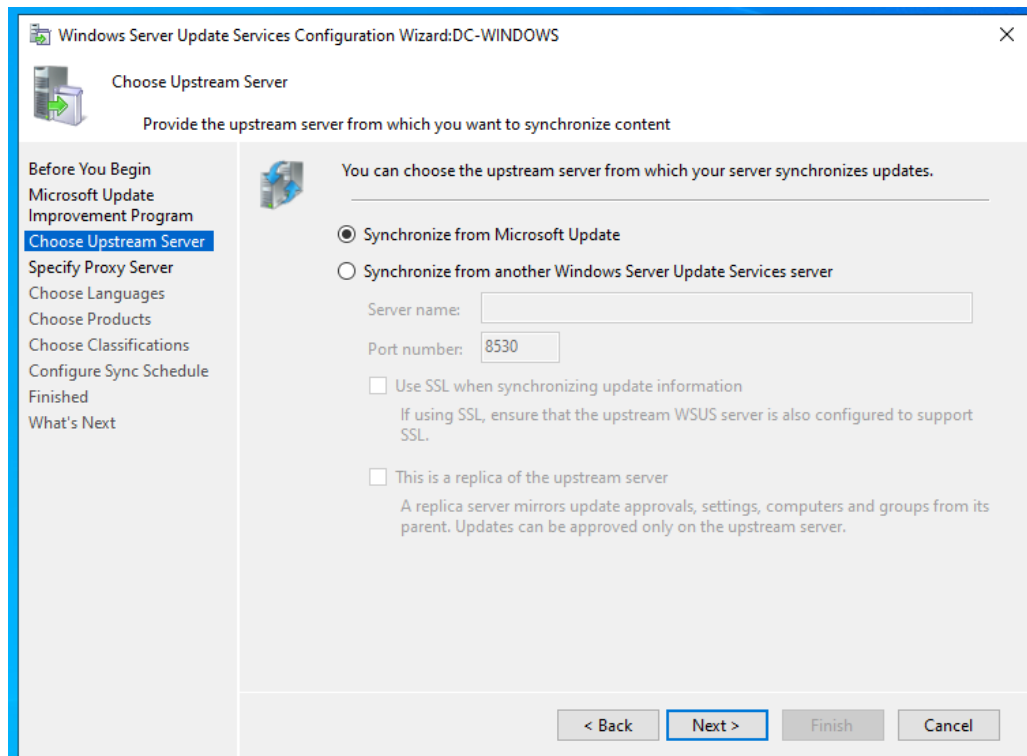 Windows Server Update Services Configuration Wizard:DC-WINDOWS
Choose Upstream Server
Provide the upstream server from which you want to synchronize content
Before You Begin
Microsoft Update
Improvement Program
Choose Upstream Server
Specify Proxy Server
Choose Languages
Choose Products
Choose Classifications
Configure Sync Schedule
Finished
What's Next
You can choose the upstream server from which your server synchronizes updates.
Synchronize from Microsoft Update
Synchronize from another Windows Server Update Services server
Server name:
Port number: 8530
Use SSL when synchronizing update information
If using SSL, ensure that the upstream WSUS server is also configured to support
SSL.
This is a replica of the upstream server
A replica server mirrors update approvals, settings, computers and groups from its
parent. Updates can be approved only on the upstream server.
< Back Next > Finish Cancel